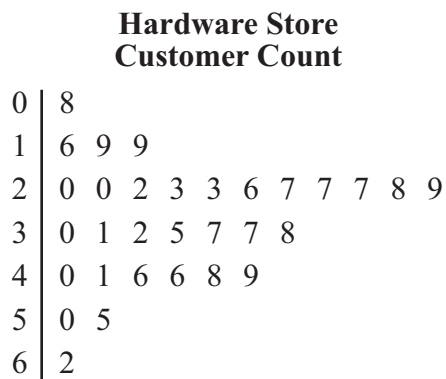 Hardware Store
Customer Count
0 8
1 6 9 9
2 0 0 2 3 3 6 7 7 7 8 9
3 0 1 2 5 7 7 8
4 0 1 6 6 8 9
5 0 5
6 2